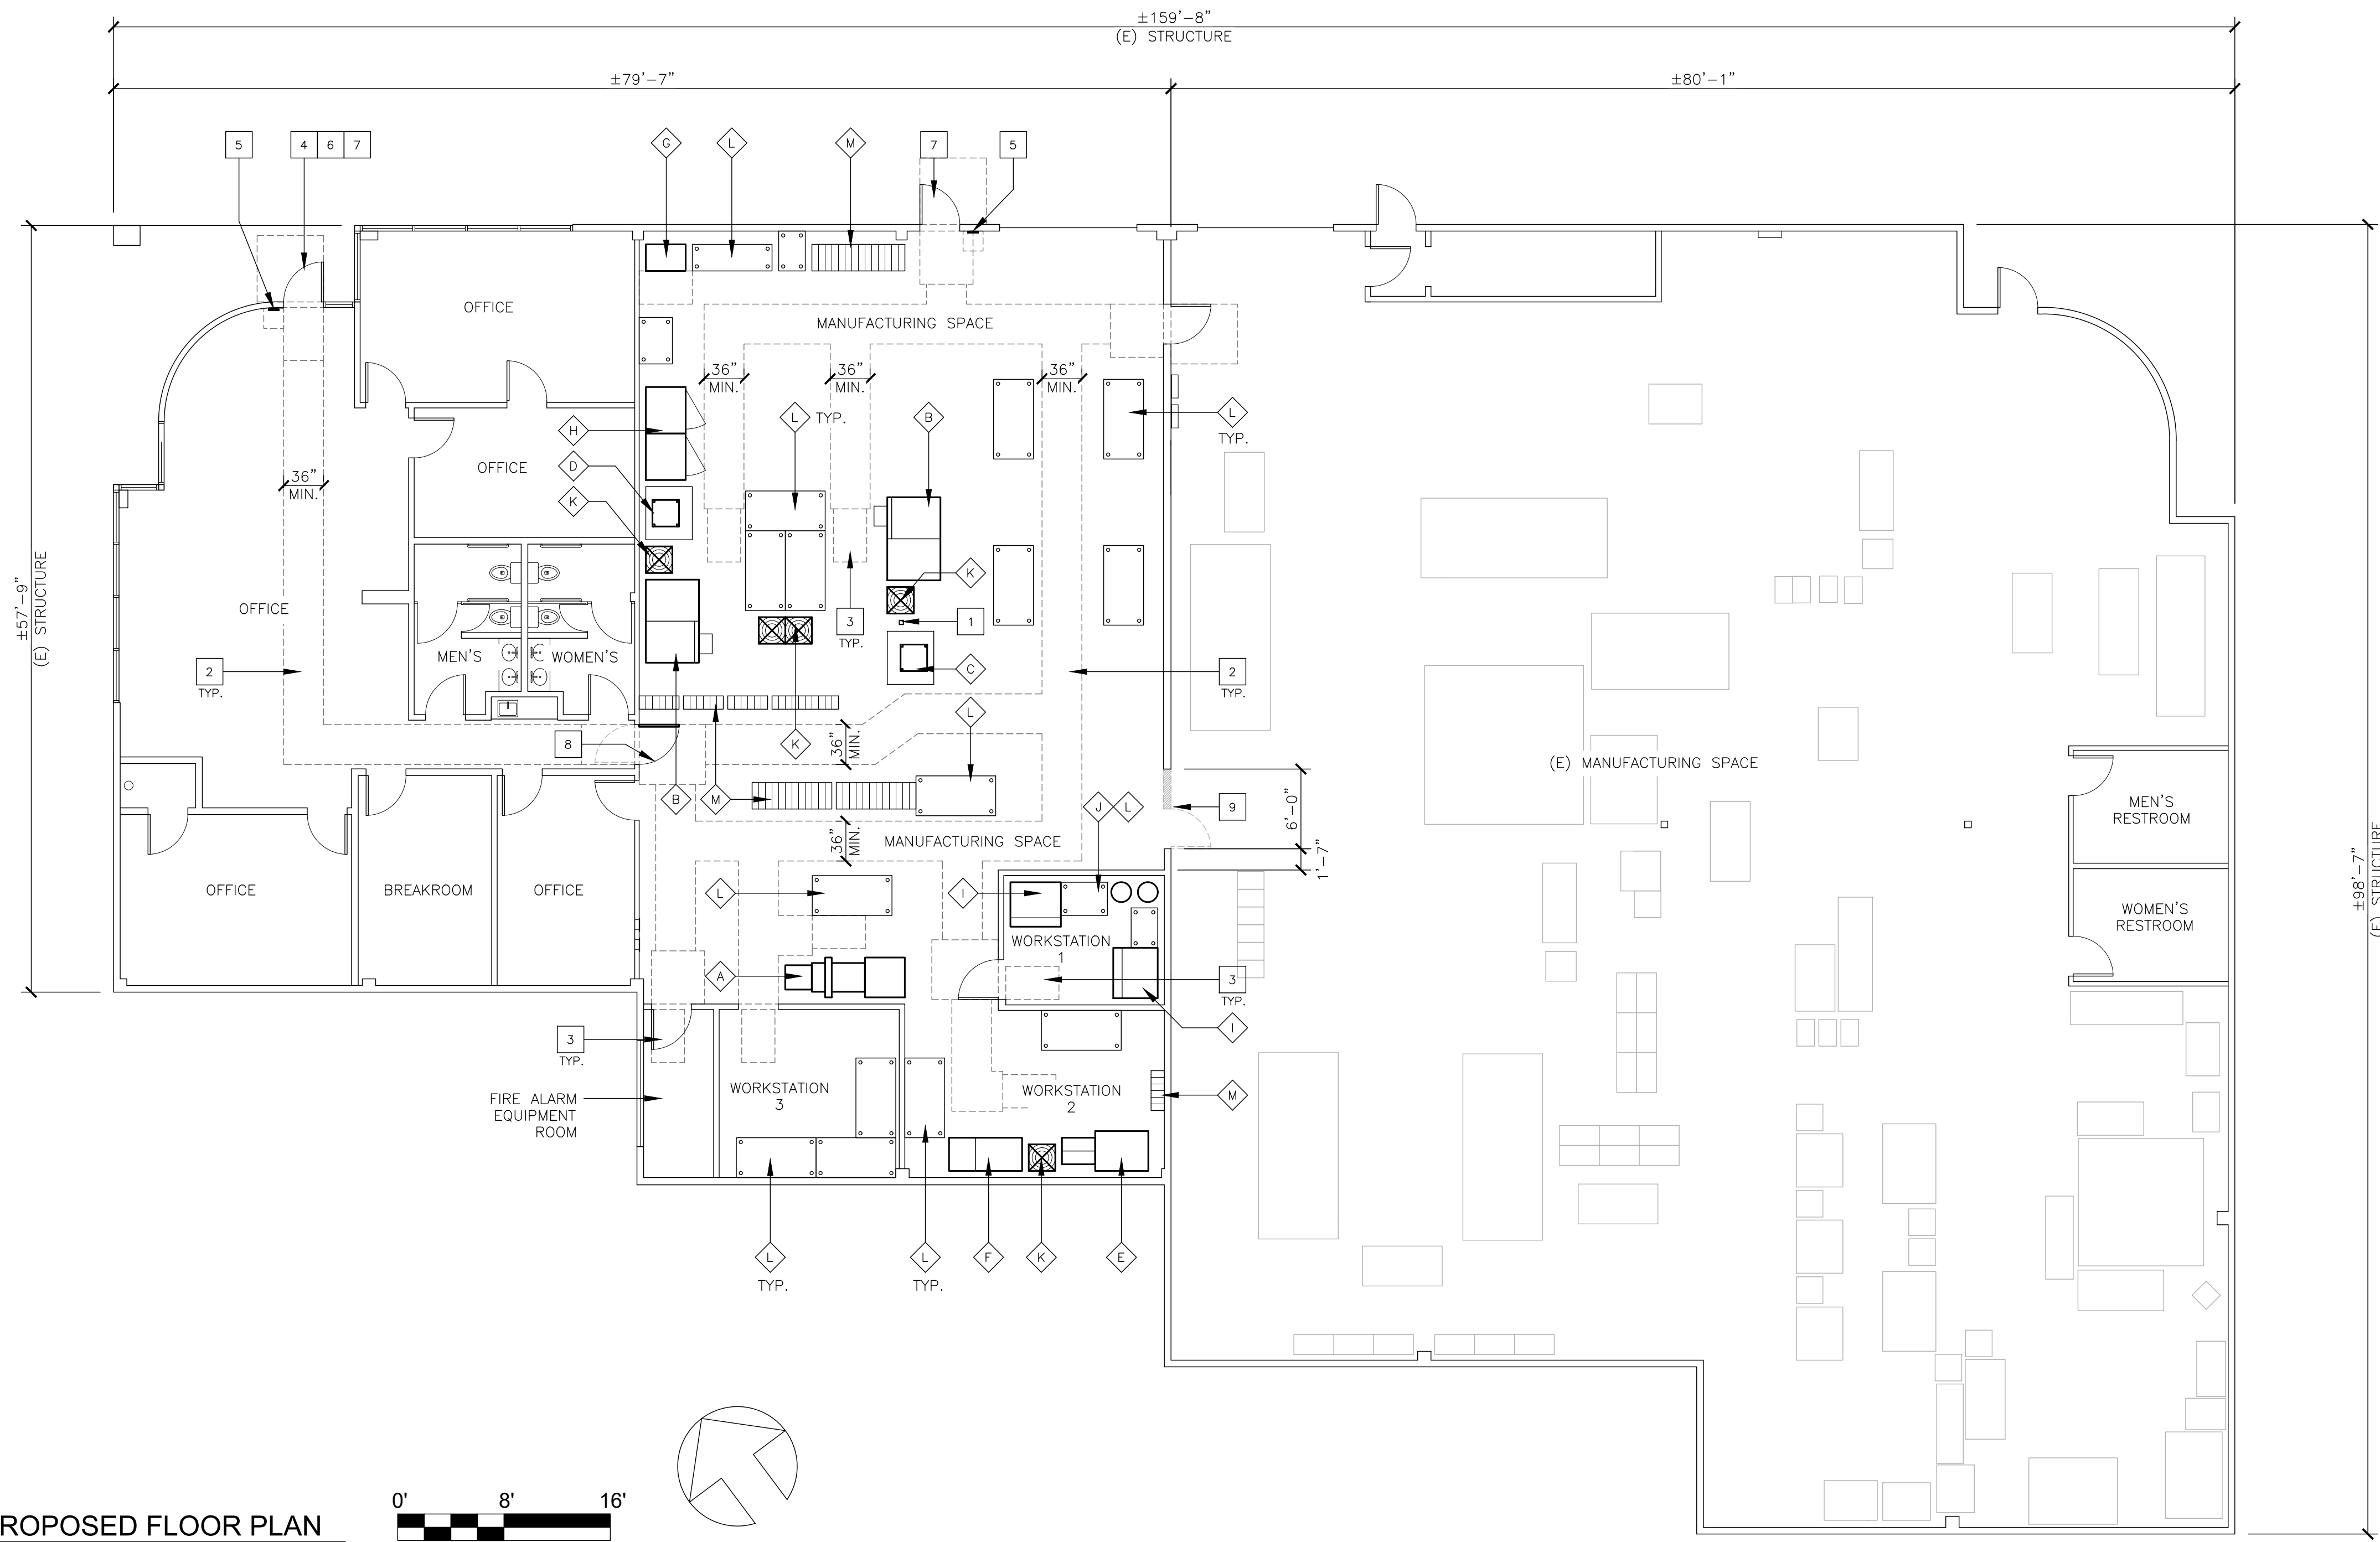 ±159'-8"
(E) STRUCTURE
±79'-7"
±80'-1"
5
4 6 7
G
L
M
7
5
OFFICE
MANUFACTURING SPACE
36"
MIN.
36"
MIN.
36"
MIN.
L TYP.
B
L
TYP.
H
D
K
OFFICE
36"
MIN.
±57'-9"
(E) STRUCTURE
OFFICE
K
3
TYP.
1
MEN'S
WOMEN'S
C
2
TYP.
2
TYP.
L
8
K
36"
MIN.
B
M
(E) MANUFACTURING SPACE
J L
9
6'-0"
MEN'S
RESTROOM
36"
MIN.
MANUFACTURING SPACE
1'-7"
±98'-7"
(E) STRUCTURE
OFFICE
BREAKROOM
OFFICE
L
I
WOMEN'S
RESTROOM
WORKSTATION
1
A
3
TYP.
I
3
TYP.
FIRE ALARM
EQUIPMENT
ROOM
WORKSTATION
3
WORKSTATION
2
M
L
TYP.
L
TYP.
F
K
E
0' 8' 16'
ROPOSED FLOOR PLAN